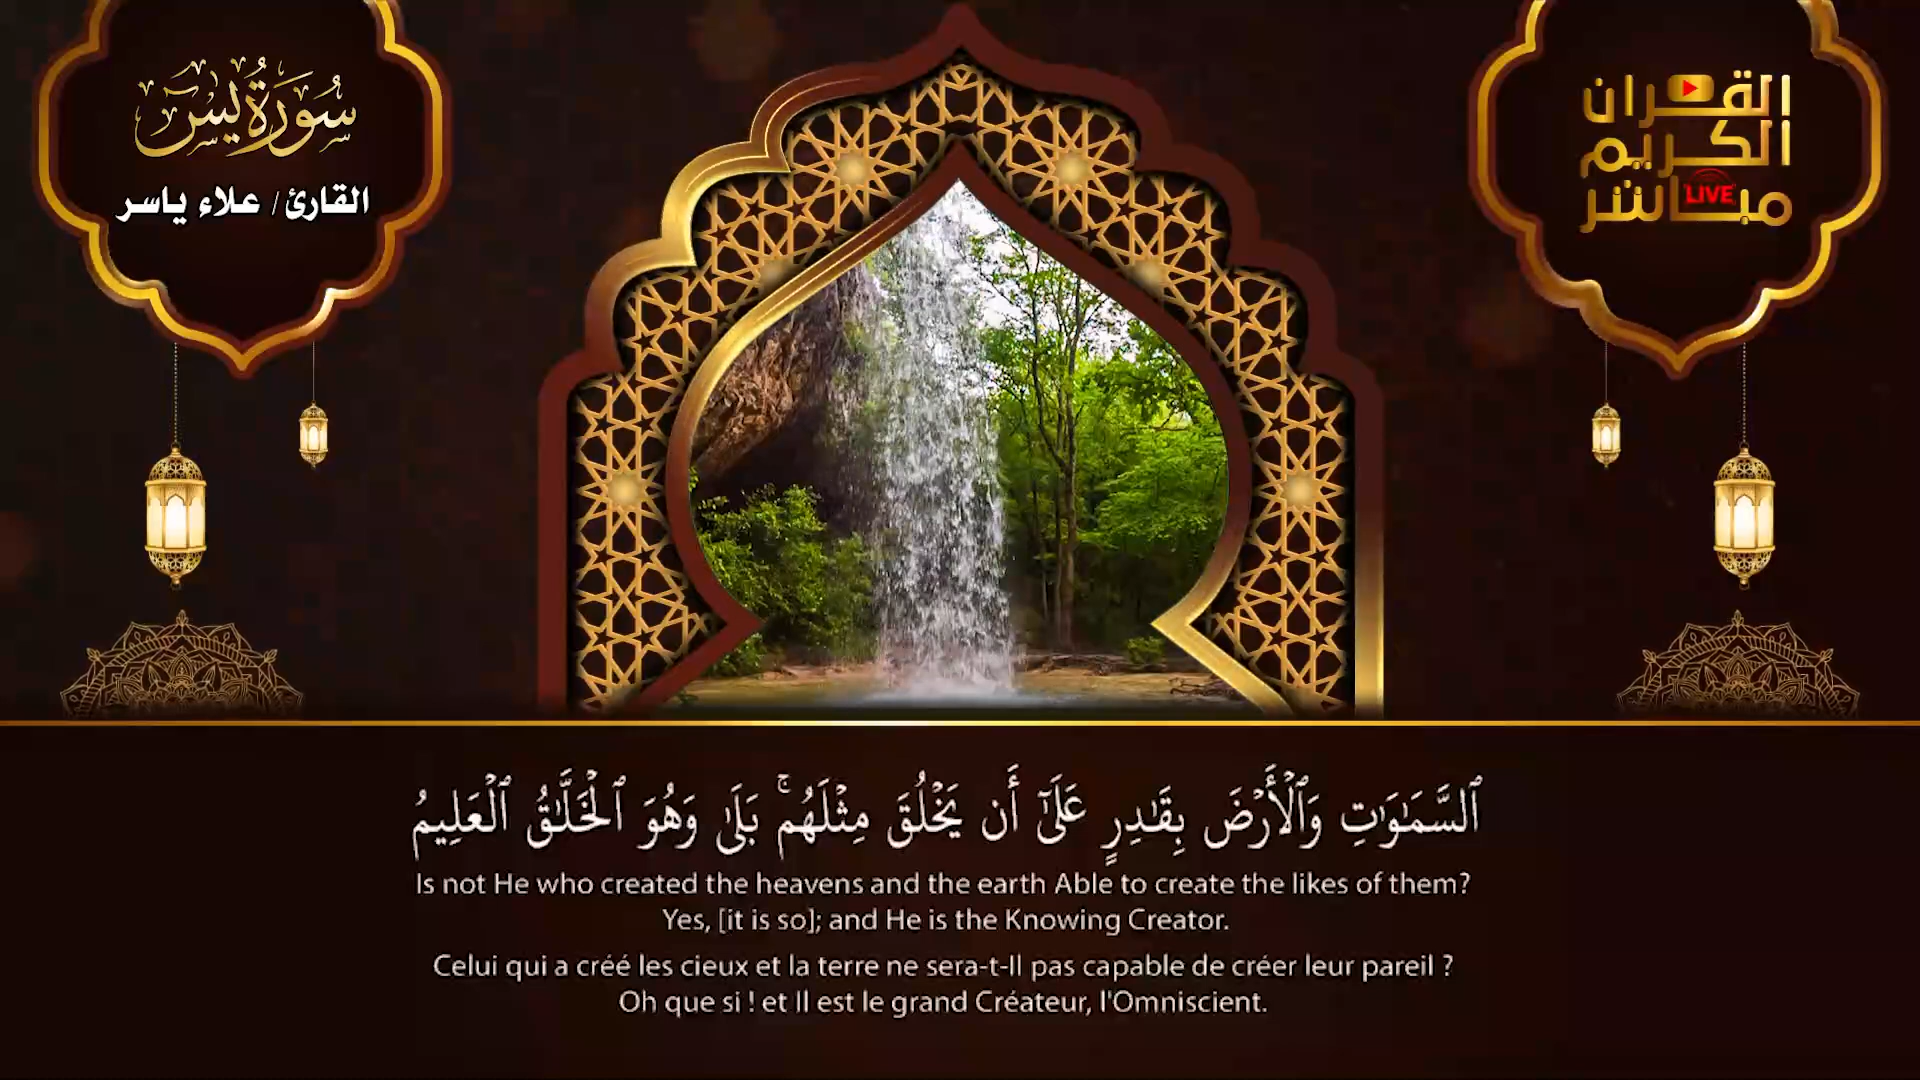 سُورَةُ يسٓ
القارئ/ علاء ياسر
القرآن
الكريم
مباشر
LIVE
ٱلسَّمَـٰوَٰتِ وَٱلْأَرْضَ بِقَـٰدِرٍ عَلَىٰٓ أَن يَخْلُقَ مِثْلَهُم ۚ بَلَىٰ وَهُوَ ٱلْخَلَّـٰقُ ٱلْعَلِيمُ
Is not He who created the heavens and the earth Able to create the likes of them?
Yes, [it is so]; and He is the Knowing Creator.
Celui qui a créé les cieux et la terre ne sera-t-Il pas capable de créer leur pareil ?
Oh que si ! et Il est le grand Créateur, l'Omniscient.